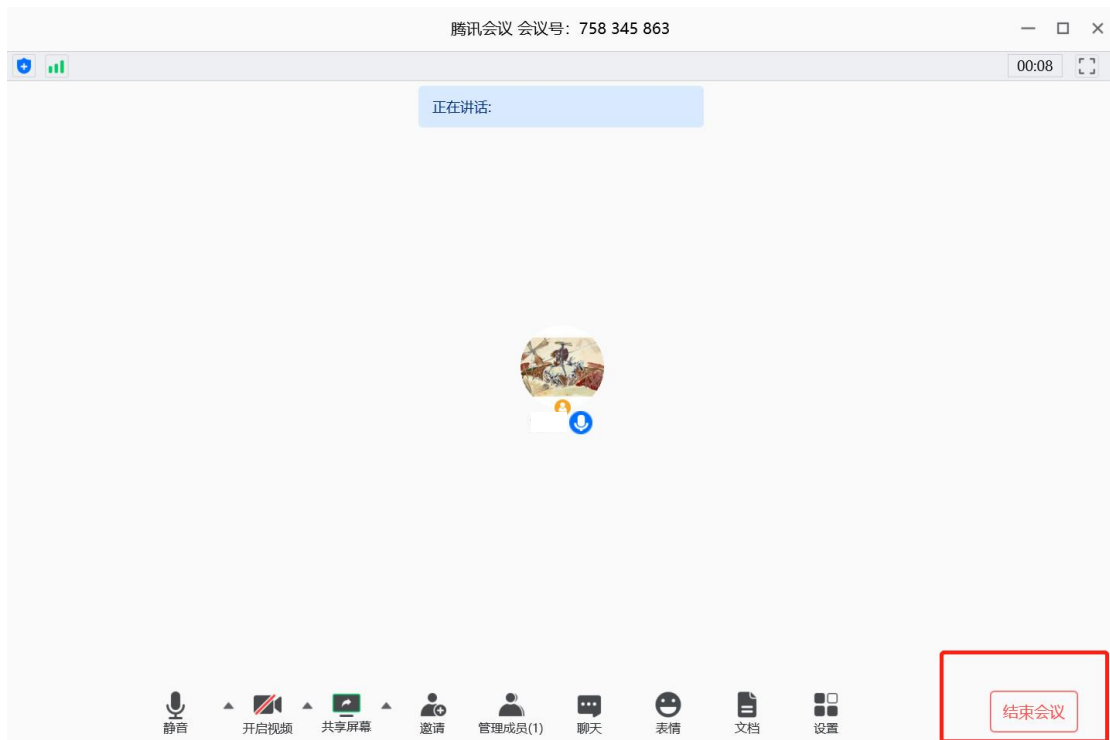 腾讯会议 会议号：758 345 863
00:08
正在讲话:
静音
开启视频
共享屏幕
邀请
管理成员(1)
聊天
表情
文档
设置
结束会议